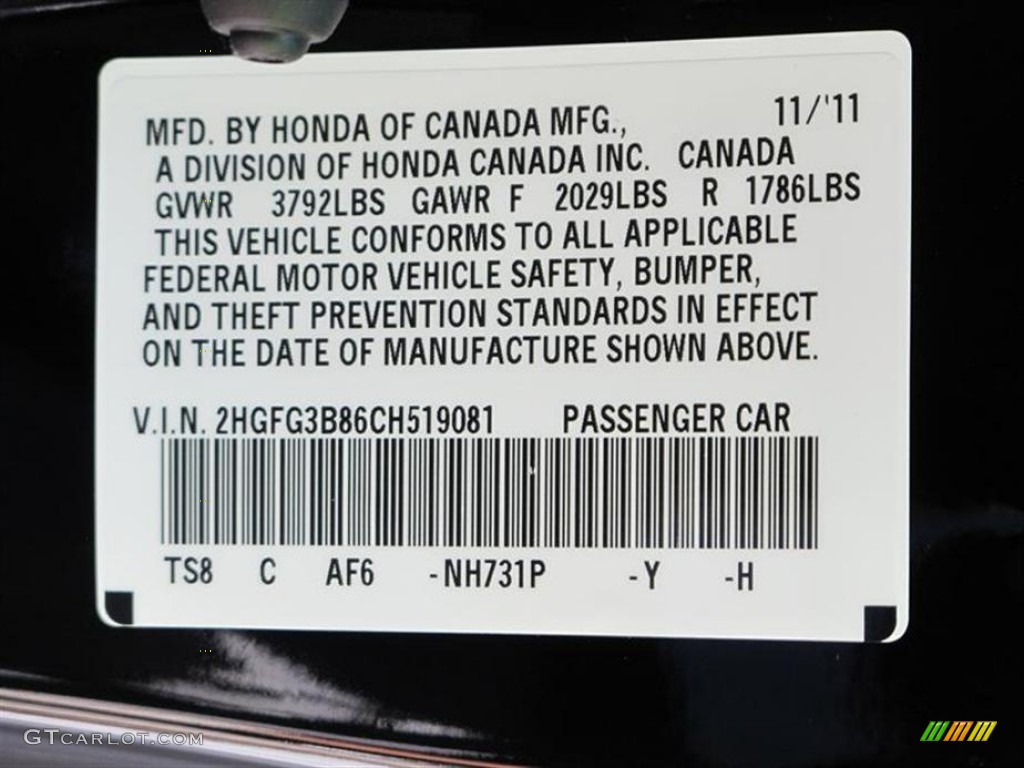 MFD. BY HONDA OF CANADA MFG., 11/'11
A DIVISION OF HONDA CANADA INC. CANADA
GVWR 3792LBS GAWR F 2029LBS R 1786LBS
THIS VEHICLE CONFORMS TO ALL APPLICABLE
FEDERAL MOTOR VEHICLE SAFETY, BUMPER,
AND THEFT PREVENTION STANDARDS IN EFFECT
ON THE DATE OF MANUFACTURE SHOWN ABOVE.
V.I.N. 2HGFG3B86CH519081 PASSENGER CAR
TS8 C AF6 -NH731P -Y -H
GTCARLOT.COM